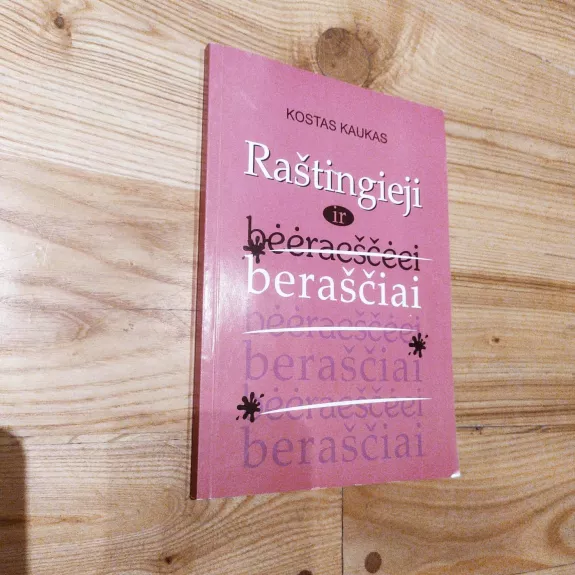 KOSTAS KAUKAS
Raštingieji
ir
bėėraeščėei
beraščiai
bėėraeščėei
beraščiai
bėėraeščėei
beraščiai